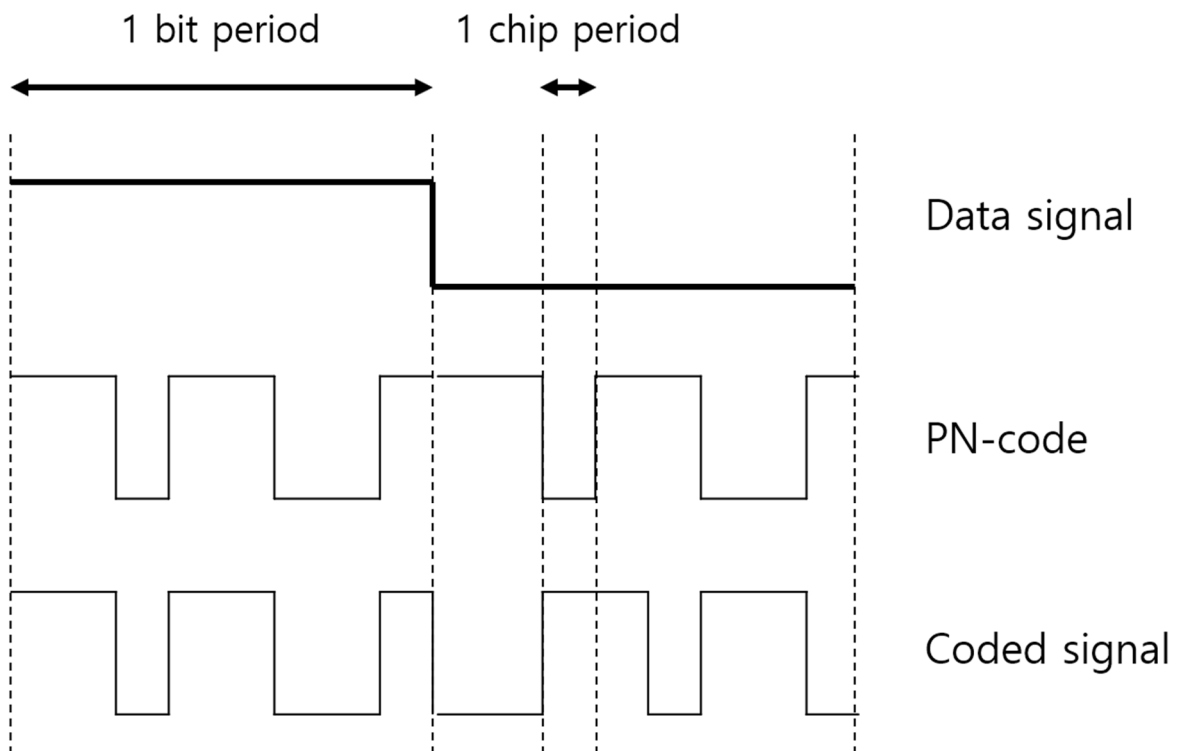 1 bit period
1 chip period
Data signal
PN-code
Coded signal